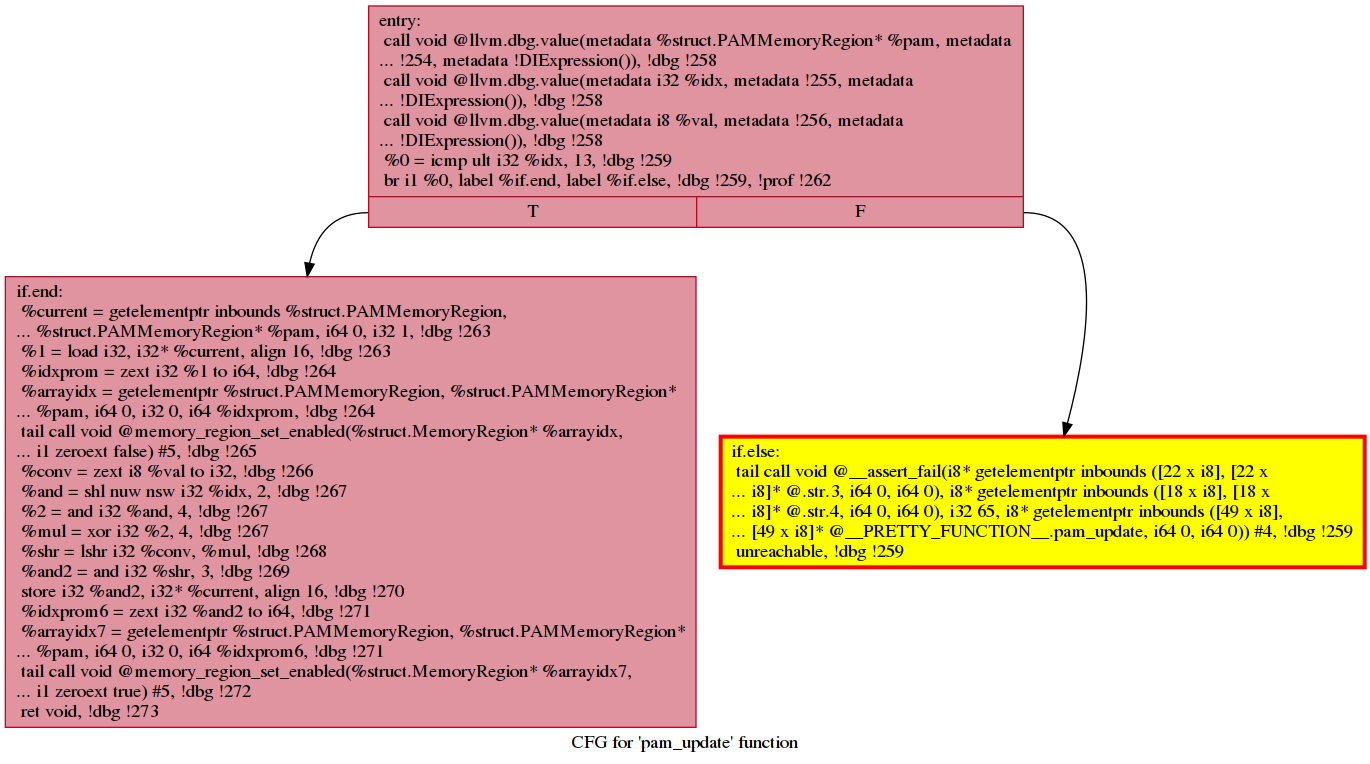 entry:
call void @llvm.dbg.value(metadata %struct.PAMMemoryRegion* %pam, metadata
... !254, metadata !DIExpression()), !dbg !258
call void @llvm.dbg.value(metadata i32 %idx, metadata !255, metadata
... !DIExpression()), !dbg !258
call void @llvm.dbg.value(metadata i8 %val, metadata !256, metadata
... !DIExpression()), !dbg !258
%0 = icmp ult i32 %idx, 13, !dbg !259
br i1 %0, label %if.end, label %if.else, !dbg !259, !prof !262
T
F
if.end:
%current = getelementptr inbounds %struct.PAMMemoryRegion,
... %struct.PAMMemoryRegion* %pam, i64 0, i32 1, !dbg !263
%1 = load i32, i32* %current, align 16, !dbg !263
%idxprom = zext i32 %1 to i64, !dbg !264
%arrayidx = getelementptr %struct.PAMMemoryRegion, %struct.PAMMemoryRegion*
... %pam, i64 0, i32 0, i64 %idxprom, !dbg !264
tail call void @memory_region_set_enabled(%struct.MemoryRegion* %arrayidx,
... i1 zeroext false) #5, !dbg !265
%conv = zext i8 %val to i32, !dbg !266
%and = shl nuw nsw i32 %idx, 2, !dbg !267
%2 = and i32 %and, 4, !dbg !267
%mul = xor i32 %2, 4, !dbg !267
%shr = lshr i32 %conv, %mul, !dbg !268
%and2 = and i32 %shr, 3, !dbg !269
store i32 %and2, i32* %current, align 16, !dbg !270
%idxprom6 = zext i32 %and2 to i64, !dbg !271
%arrayidx7 = getelementptr %struct.PAMMemoryRegion, %struct.PAMMemoryRegion*
... %pam, i64 0, i32 0, i64 %idxprom6, !dbg !271
tail call void @memory_region_set_enabled(%struct.MemoryRegion* %arrayidx7,
... i1 zeroext true) #5, !dbg !272
ret void, !dbg !273
if.else:
tail call void @__assert_fail(i8* getelementptr inbounds ([22 x i8], [22 x
... i8]* @.str.3, i64 0, i64 0), i8* getelementptr inbounds ([18 x i8], [18 x
... i8]* @.str.4, i64 0, i64 0), i32 65, i8* getelementptr inbounds ([49 x i8],
... [49 x i8]* @__PRETTY_FUNCTION__.pam_update, i64 0, i64 0)) #4, !dbg !259
unreachable, !dbg !259
CFG for 'pam_update' function